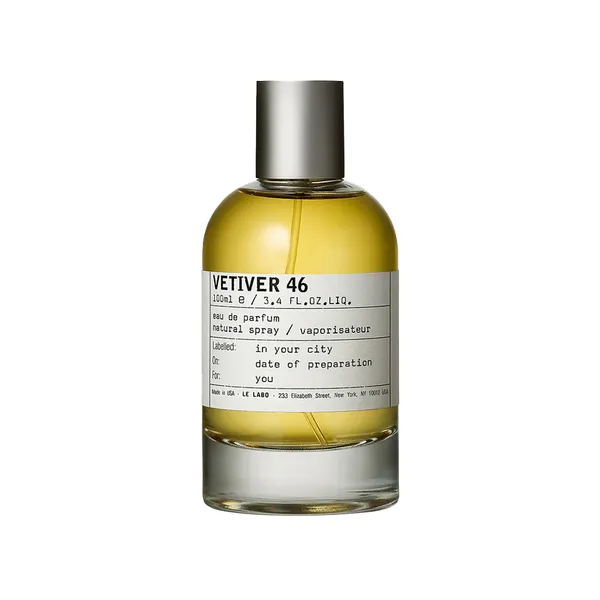 VETIVER 46
100ml ℮ / 3.4 FL.OZ.LIQ.
eau de parfum
natural spray / vaporisateur
Labelled: in your city
On: date of preparation
For: you
Made in USA - LE LABO - 233 Elizabeth Street, New York, NY 10012 USA